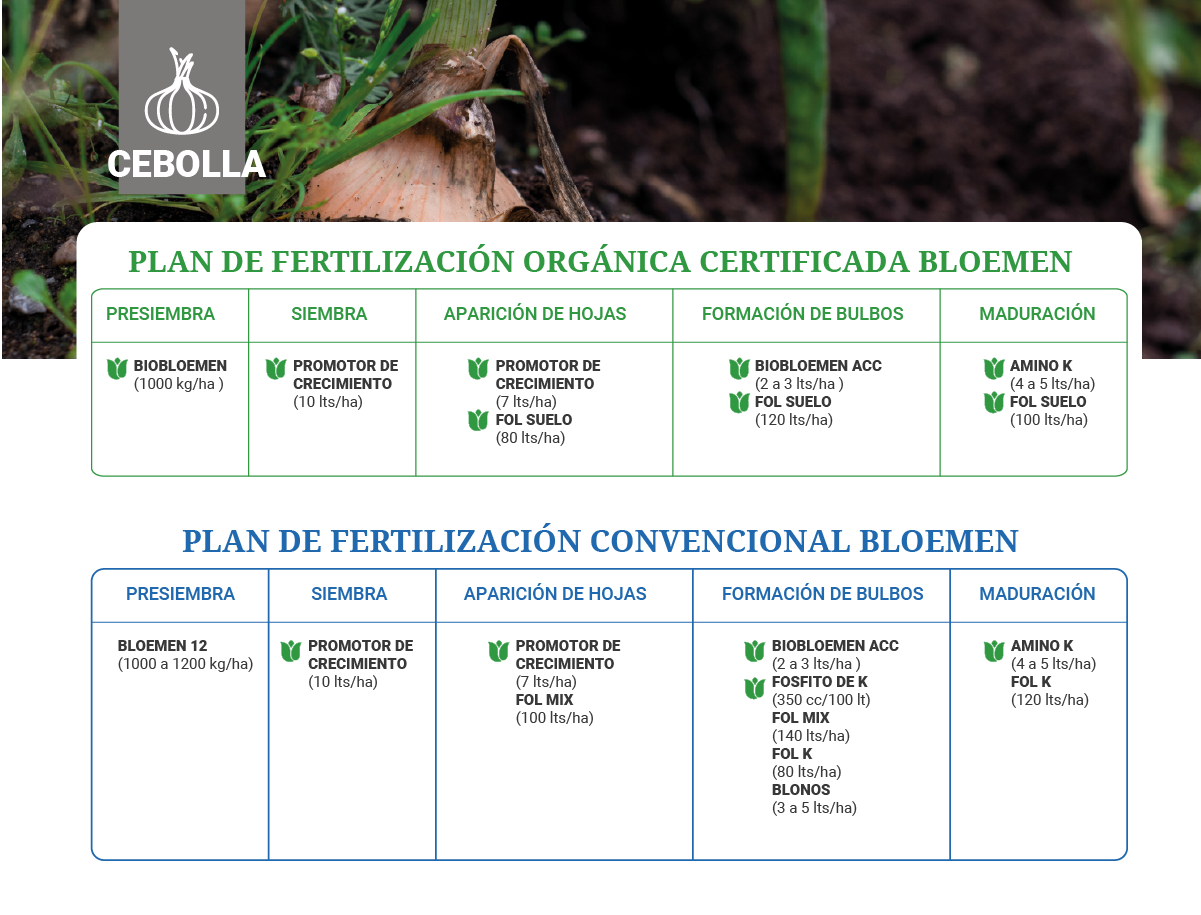 CEBOLLA
PLAN DE FERTILIZACIÓN ORGÁNICA CERTIFICADA BLOEMEN
PRESIEMBRA
SIEMBRA
APARICIÓN DE HOJAS
FORMACIÓN DE BULBOS
MADURACIÓN
BIOBLOEMEN
(1000 kg/ha )
PROMOTOR DE
CRECIMIENTO
(10 lts/ha)
PROMOTOR DE
CRECIMIENTO
(7 lts/ha)
FOL SUELO
(80 lts/ha)
BIOBLOEMEN ACC
(2 a 3 lts/ha )
FOL SUELO
(120 lts/ha)
AMINO K
(4 a 5 lts/ha)
FOL SUELO
(100 lts/ha)
PLAN DE FERTILIZACIÓN CONVENCIONAL BLOEMEN
PRESIEMBRA
SIEMBRA
APARICIÓN DE HOJAS
FORMACIÓN DE BULBOS
MADURACIÓN
BLOEMEN 12
(1000 a 1200 kg/ha)
PROMOTOR DE
CRECIMIENTO
(10 lts/ha)
PROMOTOR DE
CRECIMIENTO
(7 lts/ha)
FOL MIX
(100 lts/ha)
BIOBLOEMEN ACC
(2 a 3 lts/ha )
FOSFITO DE K
(350 cc/100 lt)
FOL MIX
(140 lts/ha)
FOL K
(80 lts/ha)
BLONOS
(3 a 5 lts/ha)
AMINO K
(4 a 5 lts/ha)
FOL K
(120 lts/ha)